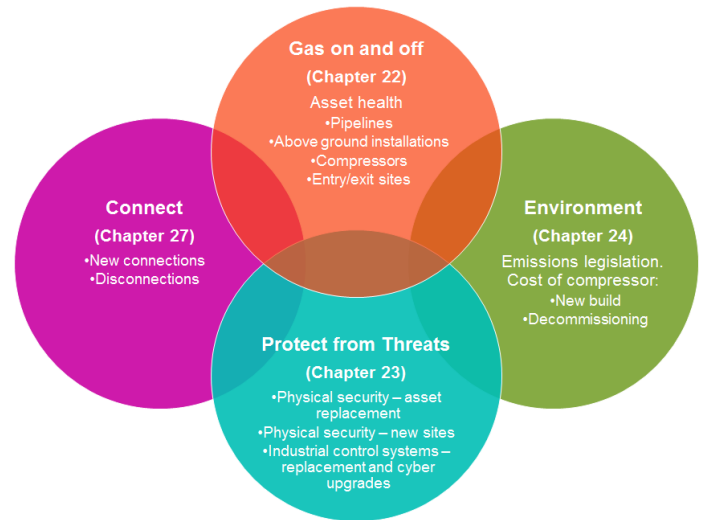 Gas on and off
(Chapter 22)
Asset health
•Pipelines
•Above ground installations
•Compressors
•Entry/exit sites
Connect
(Chapter 27)
•New connections
•Disconnections
Environment
(Chapter 24)
Emissions legislation.
Cost of compressor:
•New build
•Decommissioning
Protect from Threats
(Chapter 23)
•Physical security – asset
replacement
•Physical security – new sites
•Industrial control systems –
replacement and cyber
upgrades